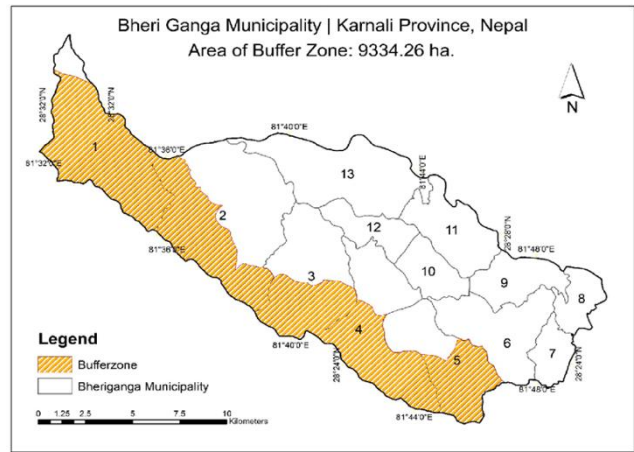 Bheri Ganga Municipality | Karnali Province, Nepal
Area of Buffer Zone: 9334.26 ha.
N
28°32'0"N
28°32'0"N
81°32'0"E
81°36'0"E
81°40'0"E
81°44'0"E
28°28'0"N
81°48'0"E
1
2
3
4
5
6
7
8
9
10
11
12
13
81°36'0"E
81°40'0"E
28°24'0"N
81°44'0"E
81°48'0"E
28°24'0"N
Legend
Bufferzone
Bheriganga Municipality
0 1.25 2.5 5 7.5 10
Kilometers